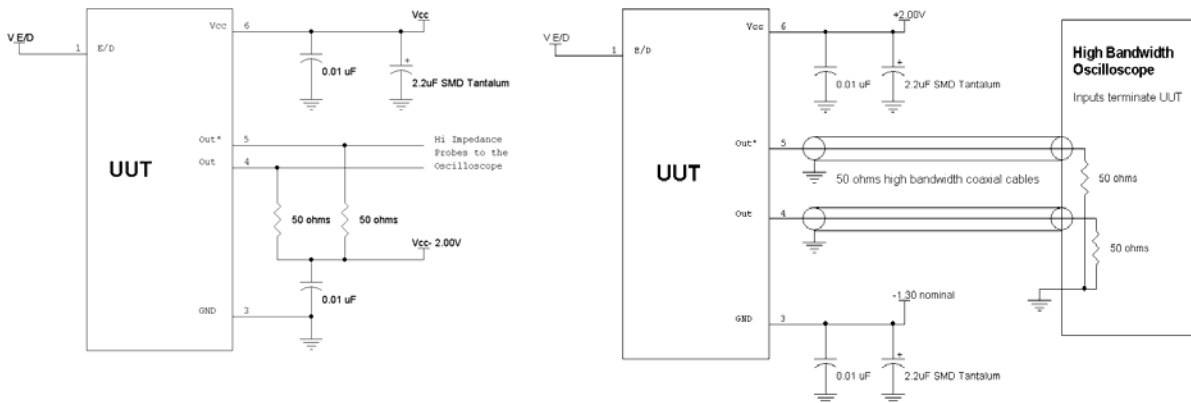 Vcc
6
Vcc
V E/D
1
E/D
0.01 uF
+
2.2uF SMD Tantalum
Out*
5
Hi Impedance
Probes to the
Oscilloscope
Out
4
UUT
50 ohms
50 ohms
Vcc- 2.00V
0.01 uF
GND
3
Vcc
6
+2.00V
V E/D
1
E/D
0.01 uF
+
2.2uF SMD Tantalum
High Bandwidth
Oscilloscope
Inputs terminate UUT
Out*
5
UUT
50 ohms high bandwidth coaxial cables
50 ohms
Out
4
50 ohms
-1.30 nominal
GND
3
0.01 uF
+
2.2uF SMD Tantalum